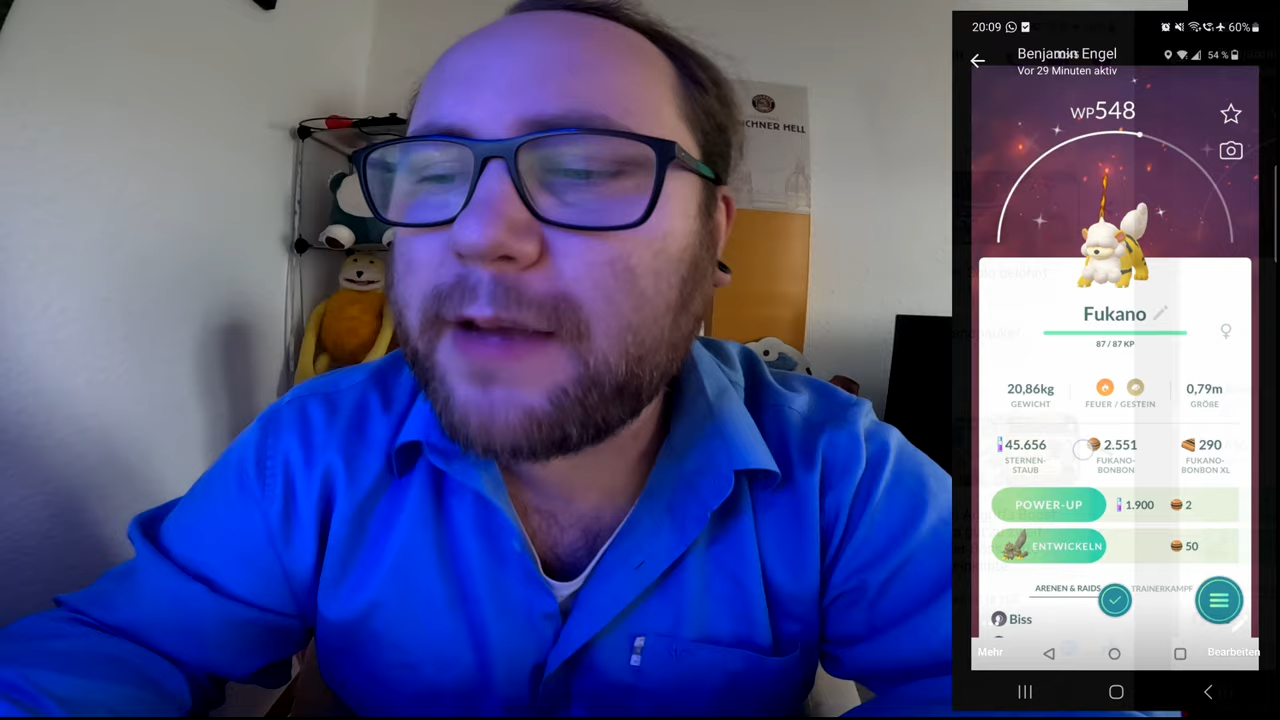 CHNER HELL
20:09 60%
Benjamin Engel
54 %
Vor 29 Minuten aktiv
WP548
Fukano
87 / 87 KP
20,86kg 0,79m
GEWICHT FEUER / GESTEIN GRÖßE
45.656 2.551 290
STERNEN-
STAUB
FUKANO-
BONBON
FUKANO-
BONBON XL
POWER-UP 1.900 2
ENTWICKELN 50
ARENEN & RAIDS TRAINERKAMPF
Biss
Mehr Bearbeiten